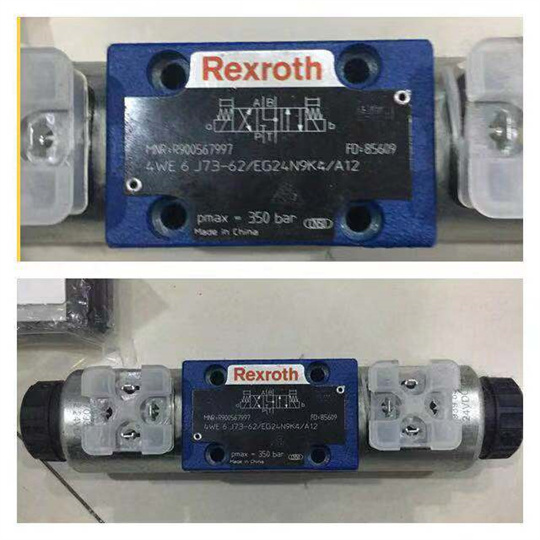 Rexroth
A B
a b
P T
MNR: R900567997 FD: 85609
4WE 6 J73-62/EG24N9K4/A12
pmax = 350 bar
Made in China
Rexroth
MNR: R900567997 FD: 85609
4WE 6 J73-62/EG24N9K4/A12
pmax = 350 bar
Made in China
24VDC